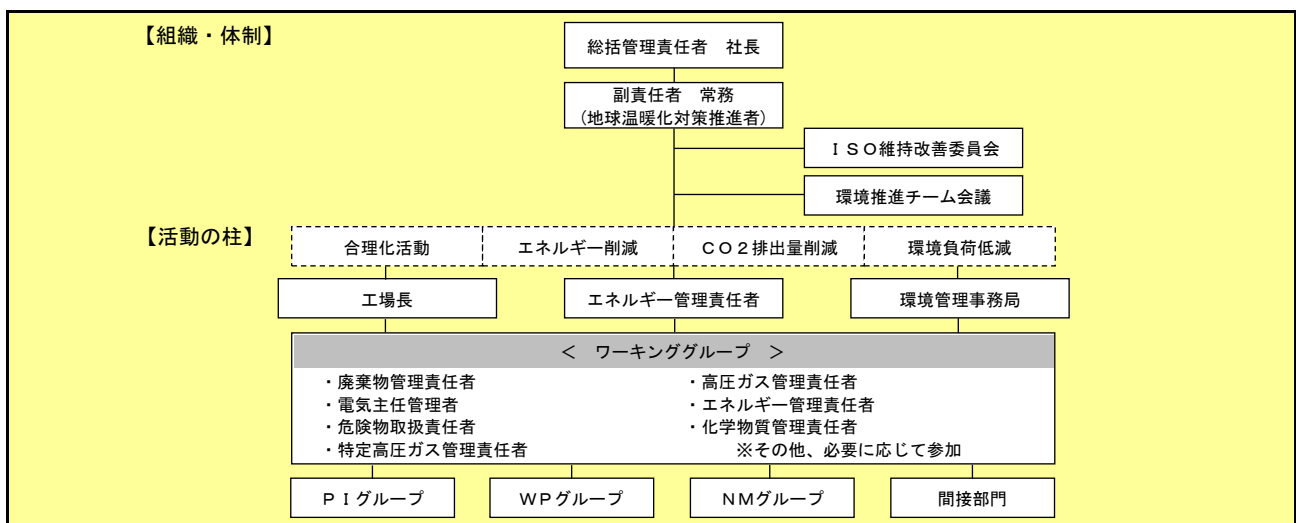 【組織・体制】
総括管理責任者　社長
副責任者　常務
(地球温暖化対策推進者)
ＩＳＯ維持改善委員会
環境推進チーム会議
【活動の柱】
合理化活動
エネルギー削減
ＣＯ２排出量削減
環境負荷低減
工場長
エネルギー管理責任者
環境管理事務局
＜　ワーキンググループ　＞
・廃棄物管理責任者
・電気主任管理者
・危険物取扱責任者
・特定高圧ガス管理責任者
・高圧ガス管理責任者
・エネルギー管理責任者
・化学物質管理責任者
※その他、必要に応じて参加
ＰＩグループ
ＷＰグループ
ＮＭグループ
間接部門